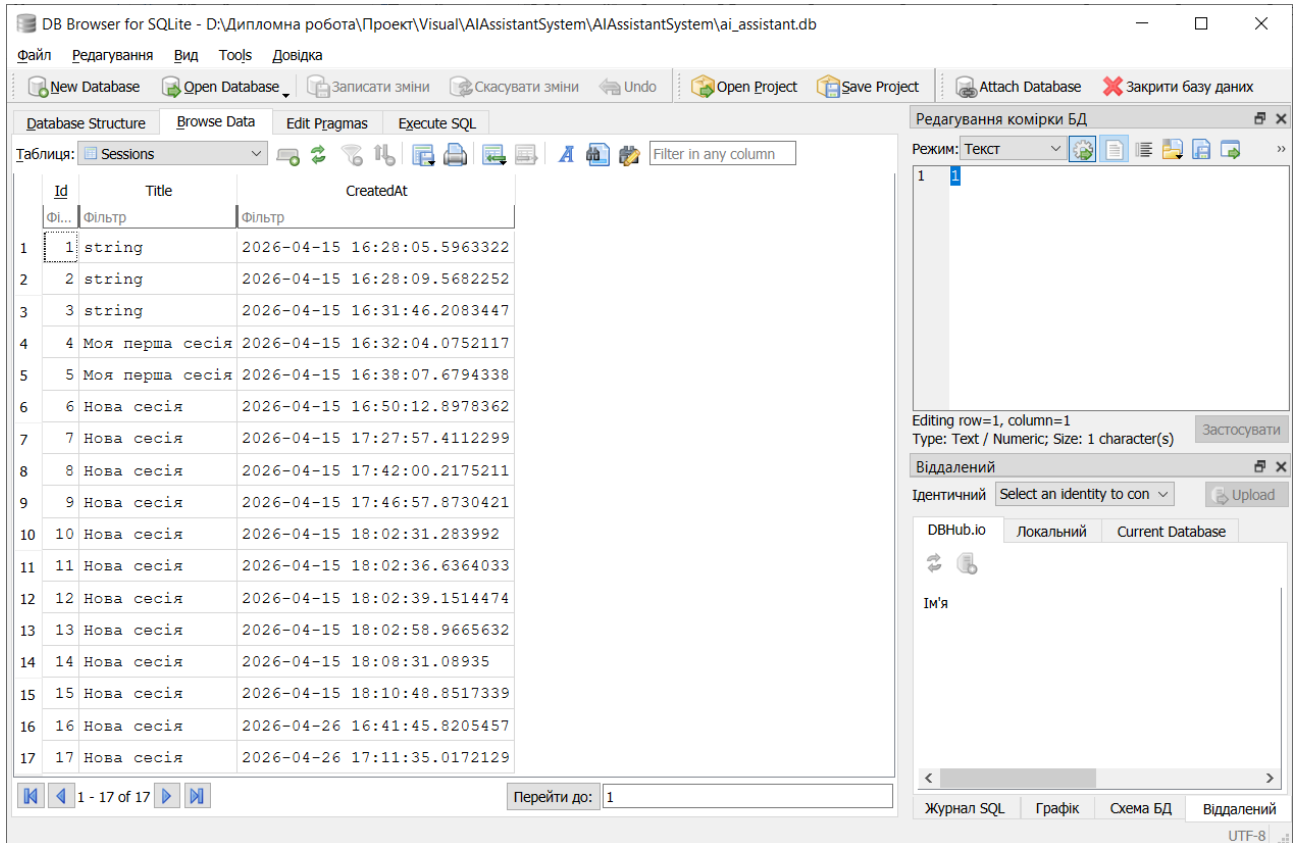 DB Browser for SQLite - D:\Дипломна робота\Проект\Visual\AIAssistantSystem\AIAssistantSystem\ai_assistant.db
Файл Редагування Вид Tools Довідка
New Database Open Database Записати зміни Скасувати зміни Undo Open Project Save Project Attach Database Закрити базу даних
Database Structure Browse Data Edit Pragmas Execute SQL
Таблиця: Sessions Filter in any column
Id Title CreatedAt
Фі... Фільтр Фільтр
1 1 string 2026-04-15 16:28:05.5963322
2 2 string 2026-04-15 16:28:09.5682252
3 3 string 2026-04-15 16:31:46.2083447
4 4 Моя перша сесія 2026-04-15 16:32:04.0752117
5 5 Моя перша сесія 2026-04-15 16:38:07.6794338
6 6 Нова сесія 2026-04-15 16:50:12.8978362
7 7 Нова сесія 2026-04-15 17:27:57.4112299
8 8 Нова сесія 2026-04-15 17:42:00.2175211
9 9 Нова сесія 2026-04-15 17:46:57.8730421
10 10 Нова сесія 2026-04-15 18:02:31.283992
11 11 Нова сесія 2026-04-15 18:02:36.6364033
12 12 Нова сесія 2026-04-15 18:02:39.1514474
13 13 Нова сесія 2026-04-15 18:02:58.9665632
14 14 Нова сесія 2026-04-15 18:08:31.08935
15 15 Нова сесія 2026-04-15 18:10:48.8517339
16 16 Нова сесія 2026-04-26 16:41:45.8205457
17 17 Нова сесія 2026-04-26 17:11:35.0172129
1 - 17 of 17 Перейти до: 1
Редагування комірки БД
Режим: Текст
1 1
Editing row=1, column=1
Type: Text / Numeric; Size: 1 character(s)
Застосувати
Віддалений
Ідентичний Select an identity to con Upload
DBHub.io Локальний Current Database
Ім'я
Журнал SQL Графік Схема БД Віддалений
UTF-8